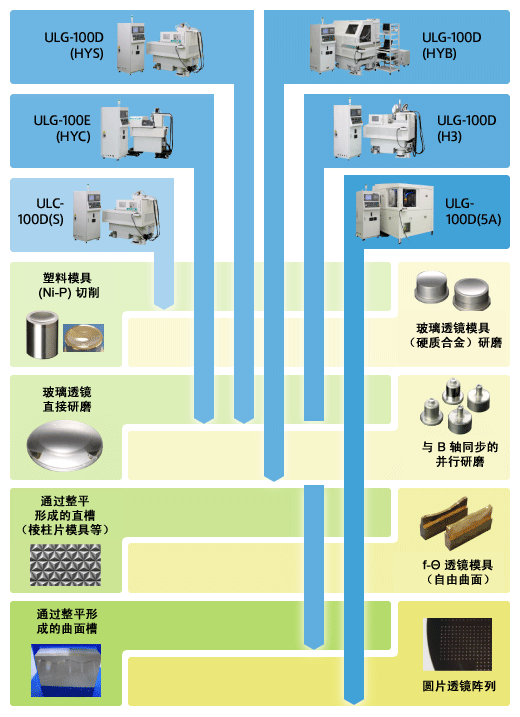 ULG-100D
(HYS)
ULG-100D
(HYB)
ULG-100E
(HYC)
ULG-100D
(H3)
ULC-
100D(S)
ULG-
100D(5A)
塑料模具
(Ni-P) 切削
玻璃透镜模具
（硬质合金）研磨
玻璃透镜
直接研磨
与 B 轴同步的
并行研磨
通过整平
形成的直槽
（棱柱片模具等）
f-Θ 透镜模具
（自由曲面）
通过整平形
成的曲面槽
圆片透镜阵列